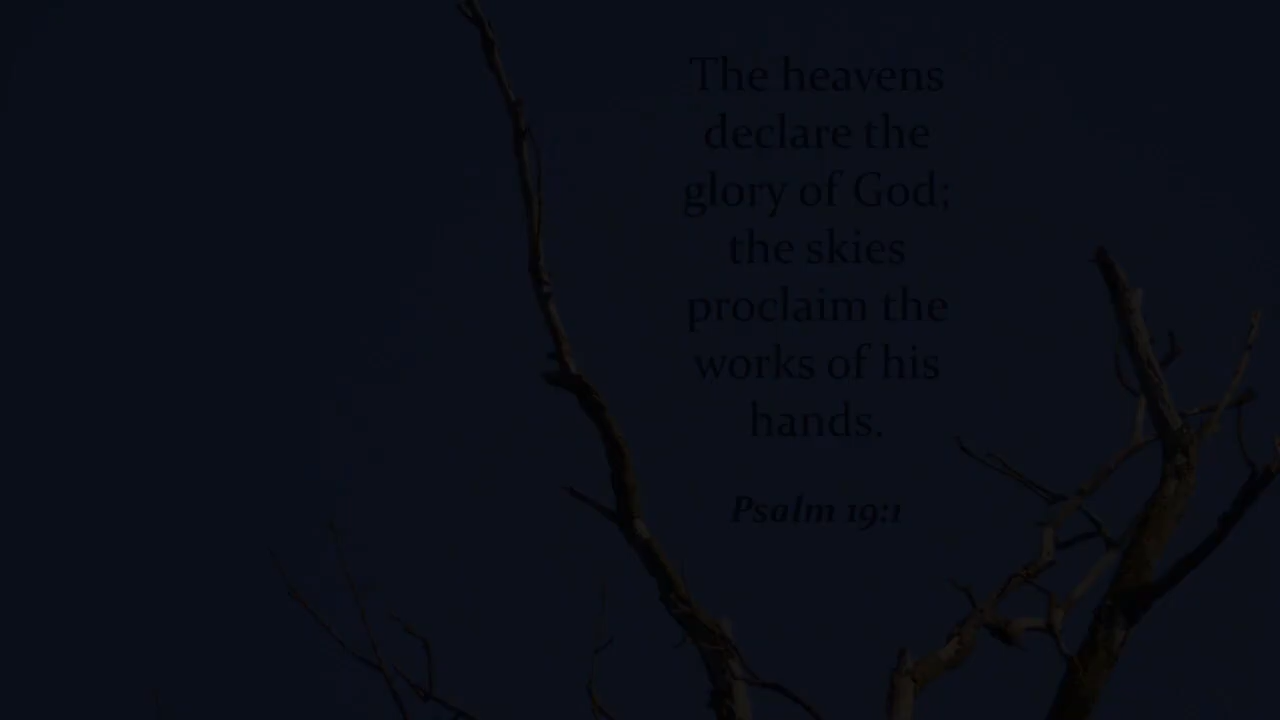 The heavens
declare the
glory of God;
the skies
proclaim the
works of his
hands.
Psalm 19:1